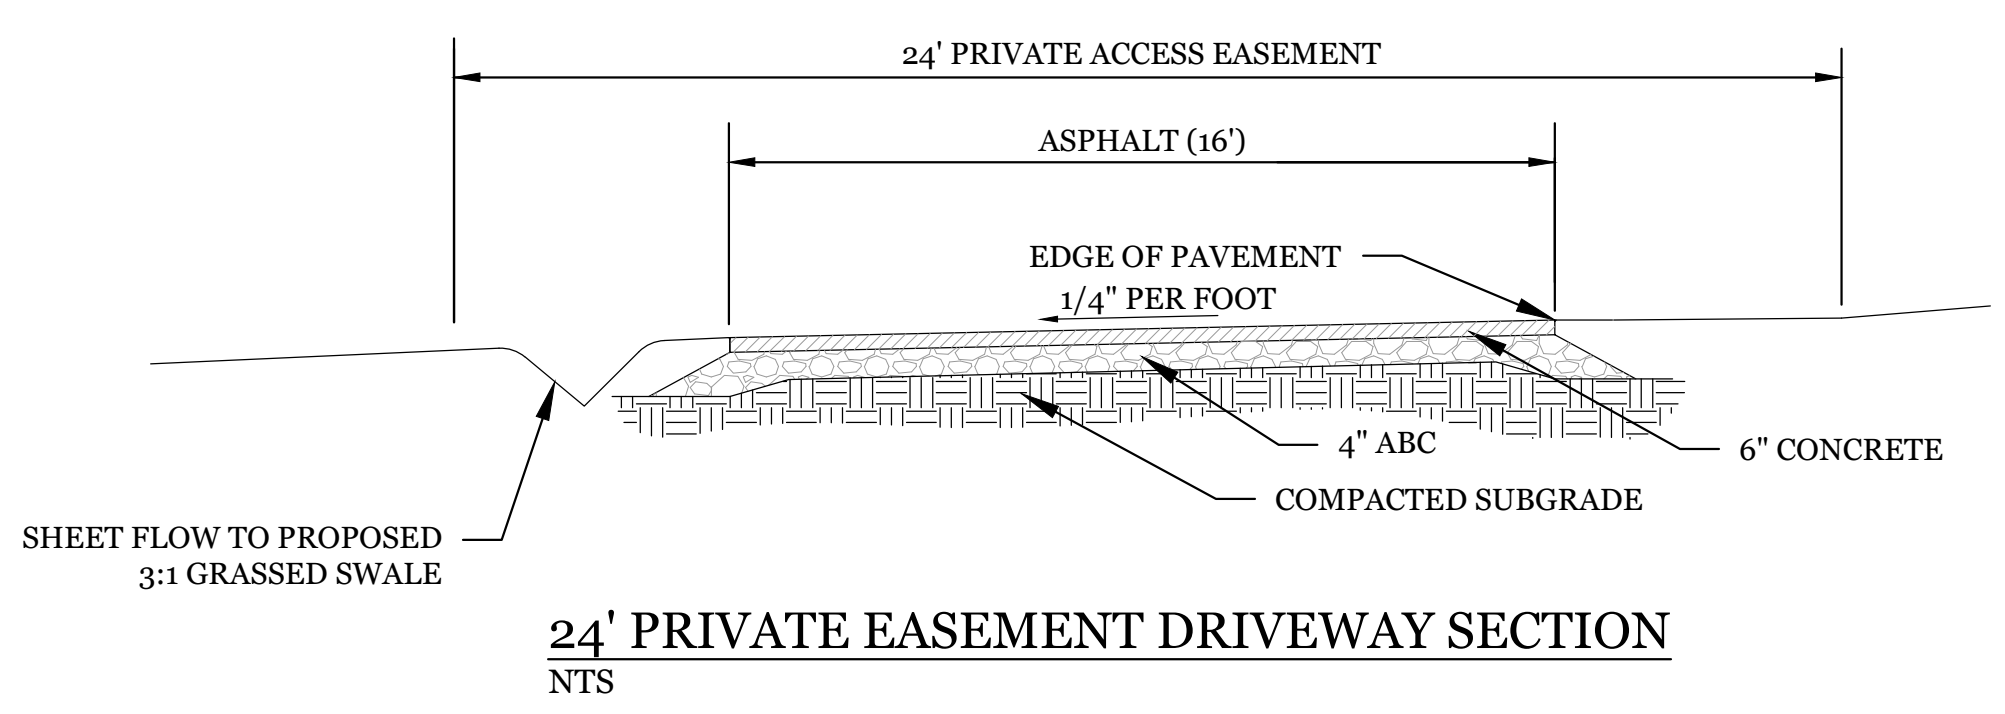 24' PRIVATE ACCESS EASEMENT
ASPHALT (16')
EDGE OF PAVEMENT
1/4" PER FOOT
4" ABC
6" CONCRETE
COMPACTED SUBGRADE
SHEET FLOW TO PROPOSED
3:1 GRASSED SWALE
24' PRIVATE EASEMENT DRIVEWAY SECTION
NTS